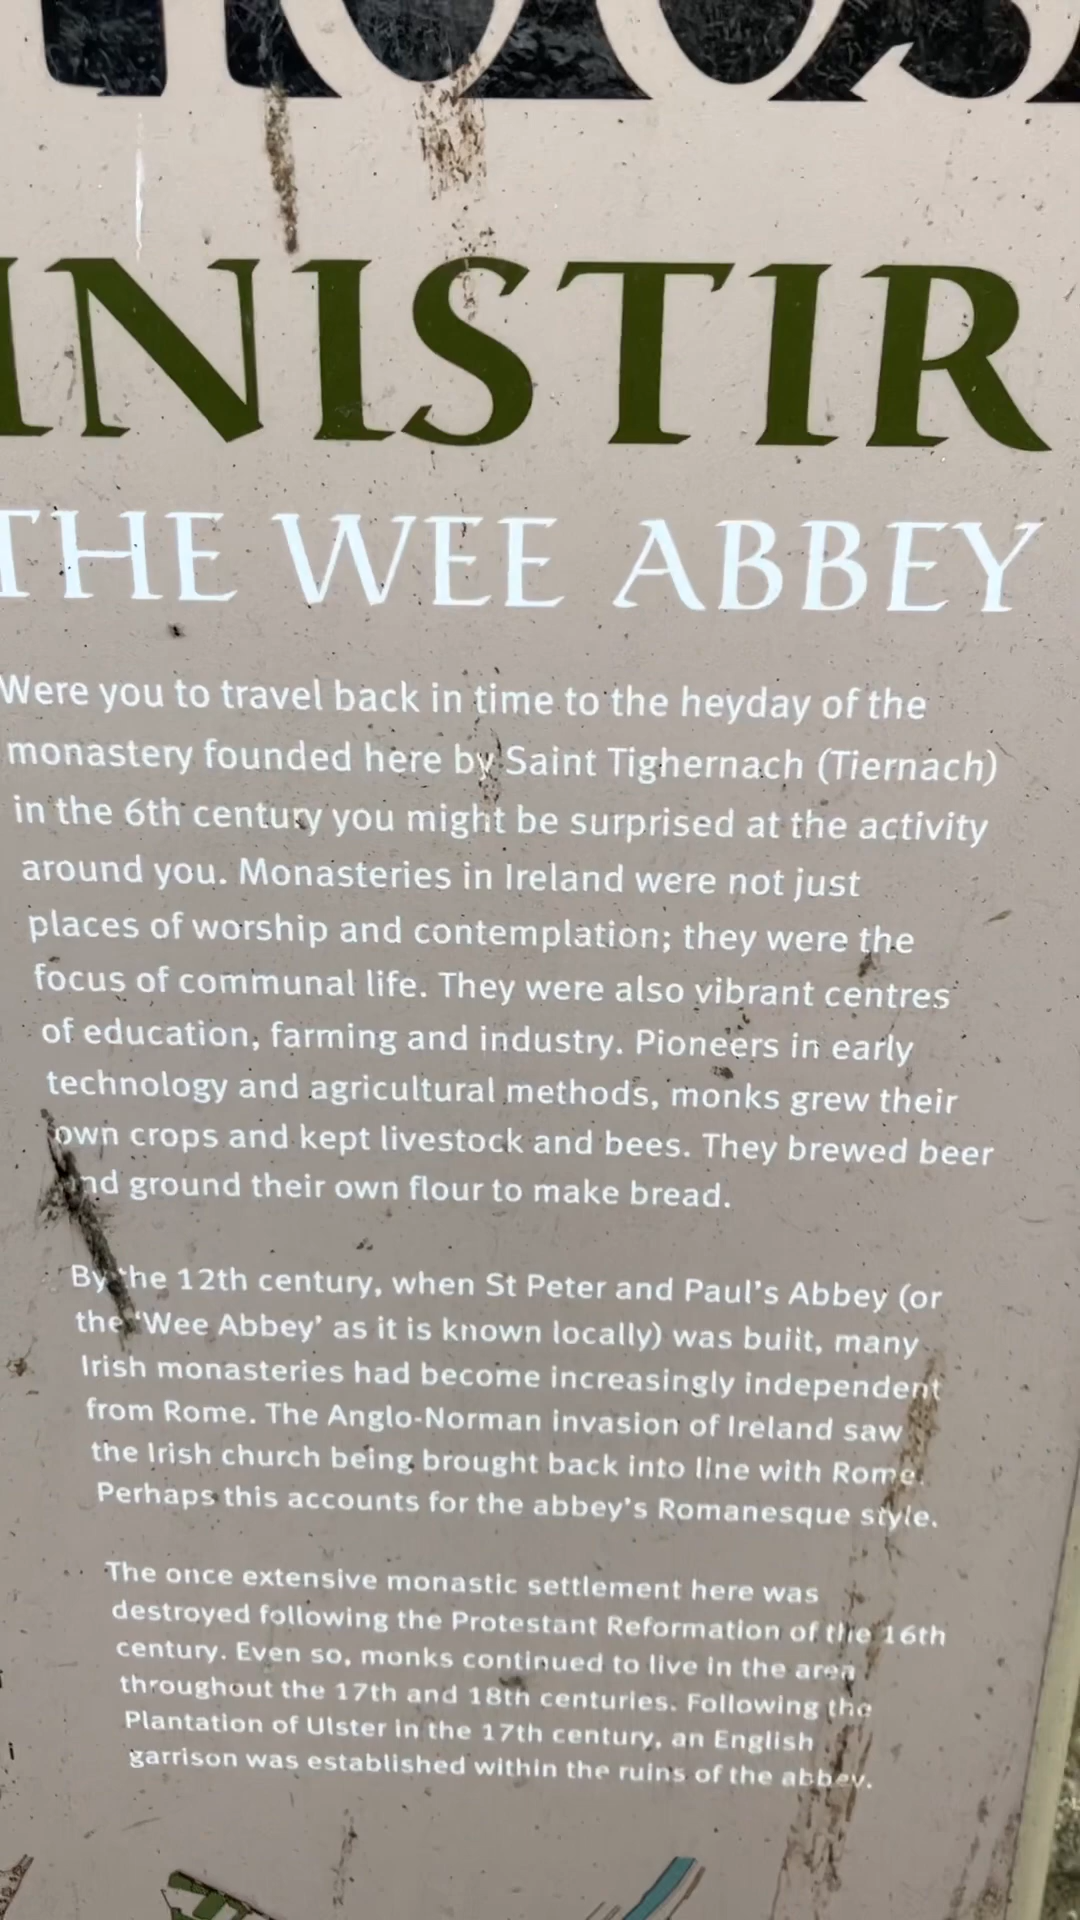 INISTIR
THE WEE ABBEY
Were you to travel back in time to the heyday of the
monastery founded here by Saint Tighernach (Tiernach)
in the 6th century you might be surprised at the activity
around you. Monasteries in Ireland were not just
places of worship and contemplation; they were the
focus of communal life. They were also vibrant centres
of education, farming and industry. Pioneers in early
technology and agricultural methods, monks grew their
own crops and kept livestock and bees. They brewed beer
and ground their own flour to make bread.
By the 12th century, when St Peter and Paul's Abbey (or
the 'Wee Abbey' as it is known locally) was built, many
Irish monasteries had become increasingly independent
from Rome. The Anglo-Norman invasion of Ireland saw
the Irish church being brought back into line with Rome.
Perhaps this accounts for the abbey's Romanesque style.
The once extensive monastic settlement here was
destroyed following the Protestant Reformation of the 16th
century. Even so, monks continued to live in the area
throughout the 17th and 18th centuries. Following the
Plantation of Ulster in the 17th century, an English
garrison was established within the ruins of the abbey.
i